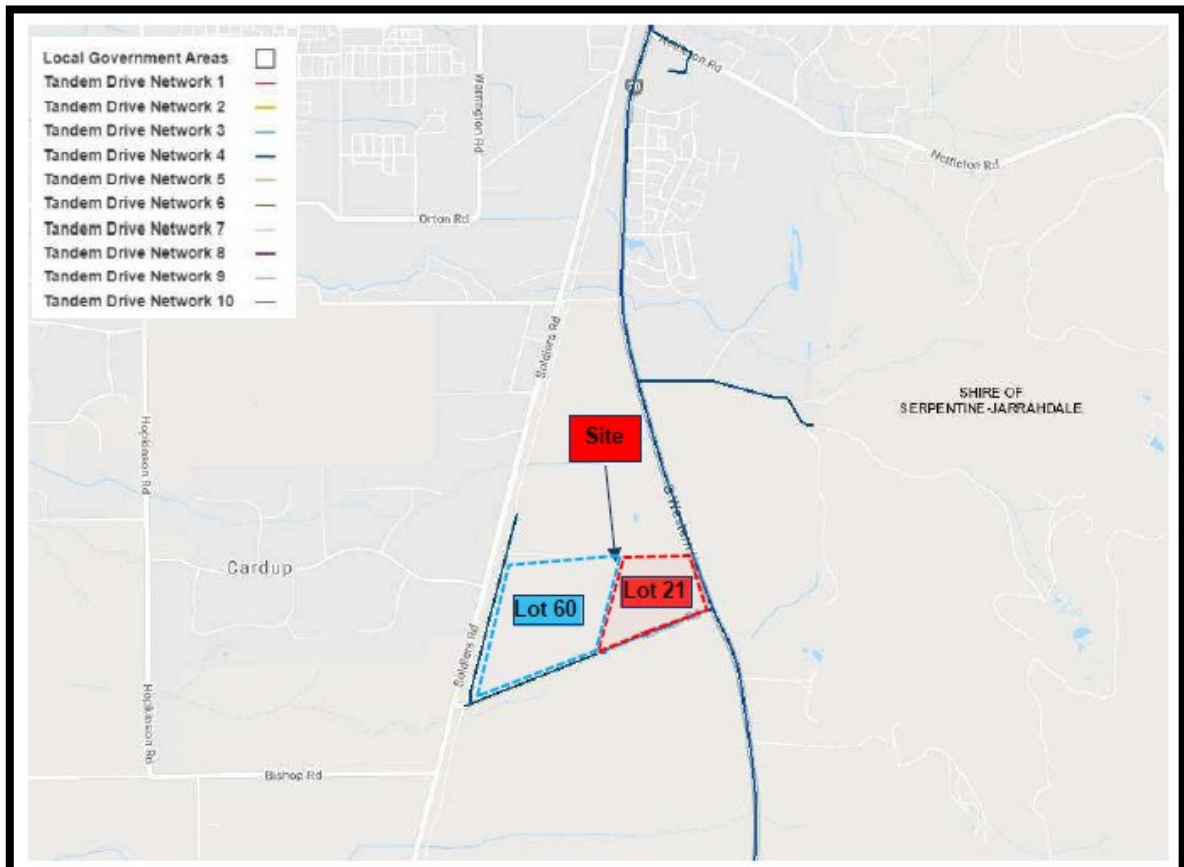 Local Government Areas
Tandem Drive Network 1
Tandem Drive Network 2
Tandem Drive Network 3
Tandem Drive Network 4
Tandem Drive Network 5
Tandem Drive Network 6
Tandem Drive Network 7
Tandem Drive Network 8
Tandem Drive Network 9
Tandem Drive Network 10
Nettleton Rd
Warrington Rd
Nettleton Rd
Orton Rd
Soldiers Rd
SHIRE OF
SERPENTINE-JARRAHDALE
Hopkinson Rd
Site
S Western
Cardup
Lot 60
Lot 21
Soldiers Rd
Hopkinson Rd
Bishop Rd